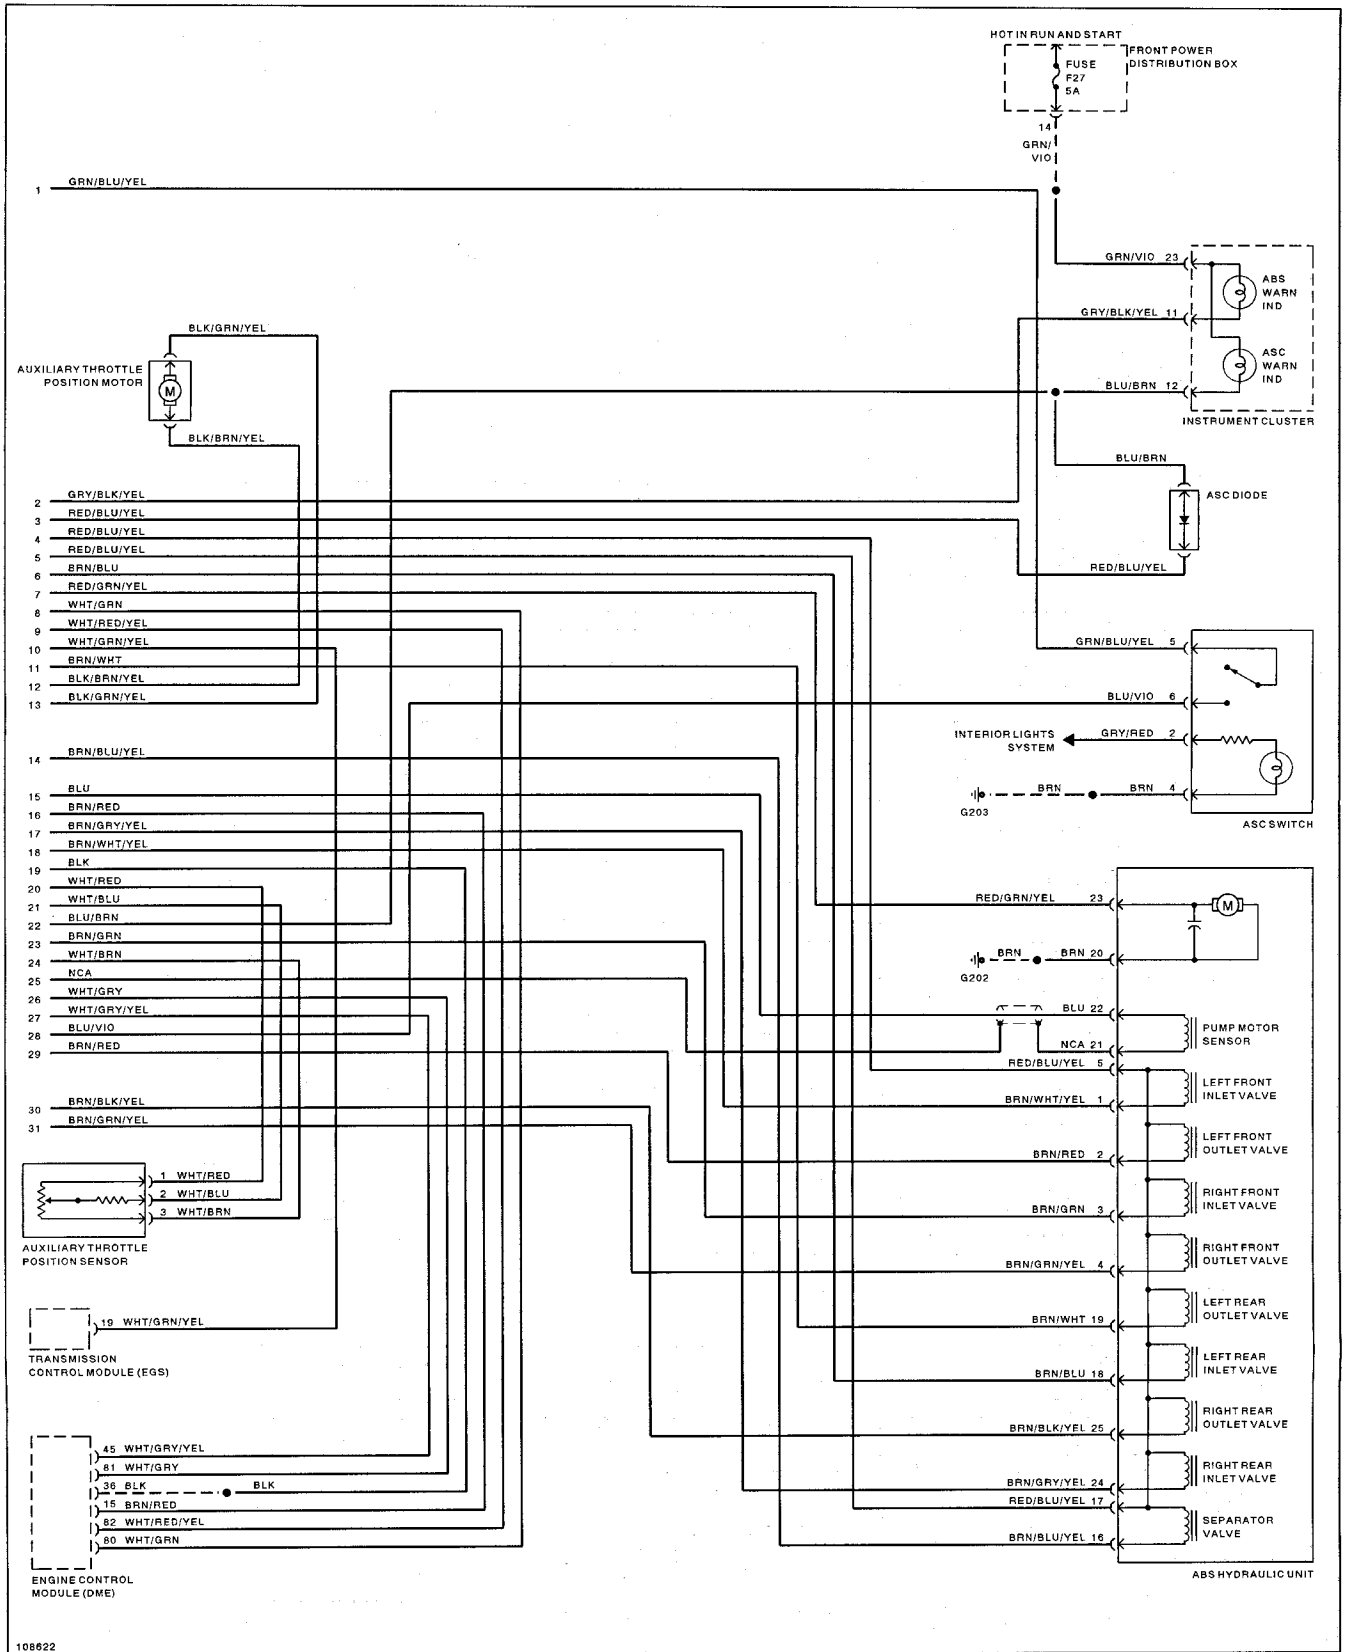 HOT IN RUN AND START
FRONT POWER
DISTRIBUTION BOX
FUSE
F27
5A
14
GRN/
VIO
1 GRN/BLU/YEL
GRN/VIO 23
ABS
WARN
IND
GRY/BLK/YEL 11
ASC
WARN
IND
BLU/BRN 12
INSTRUMENT CLUSTER
BLK/GRN/YEL
AUXILIARY THROTTLE
POSITION MOTOR
M
BLK/BRN/YEL
BLU/BRN
ASC DIODE
RED/BLU/YEL
2 GRY/BLK/YEL
3 RED/BLU/YEL
4 RED/BLU/YEL
5 RED/BLU/YEL
6 BRN/BLU
7 RED/GRN/YEL
8 WHT/GRN
9 WHT/RED/YEL
10 WHT/GRN/YEL
11 BRN/WHT
12 BLK/BRN/YEL
13 BLK/GRN/YEL
14 BRN/BLU/YEL
15 BLU
16 BRN/RED
17 BRN/GRY/YEL
18 BRN/WHT/YEL
19 BLK
20 WHT/RED
21 WHT/BLU
22 BLU/BRN
23 BRN/GRN
24 WHT/BRN
25 NCA
26 WHT/GRY
27 WHT/GRY/YEL
28 BLU/VIO
29 BRN/RED
30 BRN/BLK/YEL
31 BRN/GRN/YEL
GRN/BLU/YEL 5
BLU/VIO 6
INTERIOR LIGHTS
SYSTEM
GRY/RED 2
G203
BRN
BRN 4
ASC SWITCH
RED/GRN/YEL 23
M
G202
BRN
BRN 20
BLU 22
PUMP MOTOR
SENSOR
NCA 21
RED/BLU/YEL 5
LEFT FRONT
INLET VALVE
BRN/WHT/YEL 1
LEFT FRONT
OUTLET VALVE
BRN/RED 2
RIGHT FRONT
INLET VALVE
BRN/GRN 3
RIGHT FRONT
OUTLET VALVE
BRN/GRN/YEL 4
LEFT REAR
OUTLET VALVE
BRN/WHT 19
LEFT REAR
INLET VALVE
BRN/BLU 18
RIGHT REAR
OUTLET VALVE
BRN/BLK/YEL 25
RIGHT REAR
INLET VALVE
BRN/GRY/YEL 24
RED/BLU/YEL 17
SEPARATOR
VALVE
BRN/BLU/YEL 16
ABS HYDRAULIC UNIT
1 WHT/RED
2 WHT/BLU
3 WHT/BRN
AUXILIARY THROTTLE
POSITION SENSOR
19 WHT/GRN/YEL
TRANSMISSION
CONTROL MODULE (EGS)
45 WHT/GRY/YEL
81 WHT/GRY
36 BLK
BLK
15 BRN/RED
82 WHT/RED/YEL
80 WHT/GRN
ENGINE CONTROL
MODULE (DME)
108622